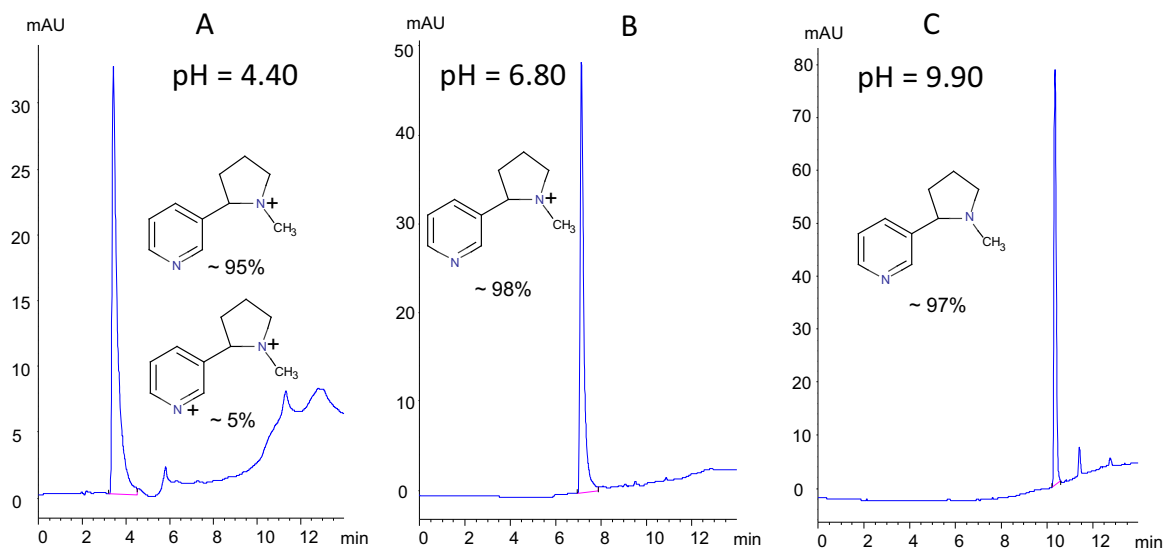 A
mAU
pH = 4.40
30
25
20
15
10
5
0
0 2 4 6 8 10 12 min
N
+
CH3
N
~ 95%
N
+
CH3
N
+
~ 5%
B
mAU
pH = 6.80
50
40
30
20
10
0
0 2 4 6 8 10 12 min
N
+
CH3
N
~ 98%
C
mAU
pH = 9.90
80
70
60
50
40
30
20
10
0
0 2 4 6 8 10 12 min
N
CH3
N
~ 97%